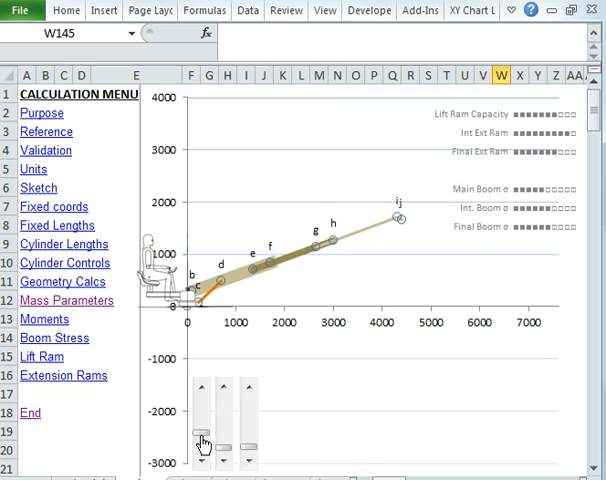 File Home Insert Page Layo Formulas Data Review View Develope Add-Ins XY Chart L
W145 fx
A B C D E F G H I J K L M N O P Q R S T U V W X Y Z AA
1 CALCULATION MENU
2 Purpose
3 Reference
4 Validation
5 Units
6 Sketch
7 Fixed coords
8 Fixed Lengths
9 Cylinder Lengths
10 Cylinder Controls
11 Geometry Calcs
12 Mass Parameters
13 Moments
14 Boom Stress
15 Lift Ram
16 Extension Rams
17
18 End
19
20
21
4000
3000
2000
1000
0
-1000
-2000
-3000
0 1000 2000 3000 4000 5000 6000 7000
Lift Ram Capacity ■■■■■■■□□□
Int Ext Ram ■■■■■■■■■□
Final Ext Ram ■■■■■■■□□□
Main Boom σ ■■■■■□□□□□
Int. Boom σ ■■■■■■■□□□
Final Boom σ ■■■■■■□□□□
a b c d e f g h ij